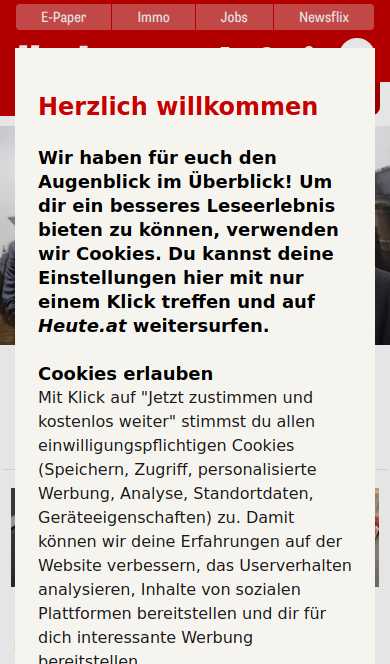 E-Paper
Immo
Jobs
Newsflix
Herzlich willkommen
Wir haben für euch den
Augenblick im Überblick! Um
dir ein besseres Leseerlebnis
bieten zu können, verwenden
wir Cookies. Du kannst deine
Einstellungen hier mit nur
einem Klick treffen und auf
Heute.at weitersurfen.
Cookies erlauben
Mit Klick auf "Jetzt zustimmen und
kostenlos weiter" stimmst du allen
einwilligungspflichtigen Cookies
(Speichern, Zugriff, personalisierte
Werbung, Analyse, Standortdaten,
Geräteeigenschaften) zu. Damit
können wir deine Erfahrungen auf der
Website verbessern, das Userverhalten
analysieren, Inhalte von sozialen
Plattformen bereitstellen und dir für
dich interessante Werbung
bereitstellen